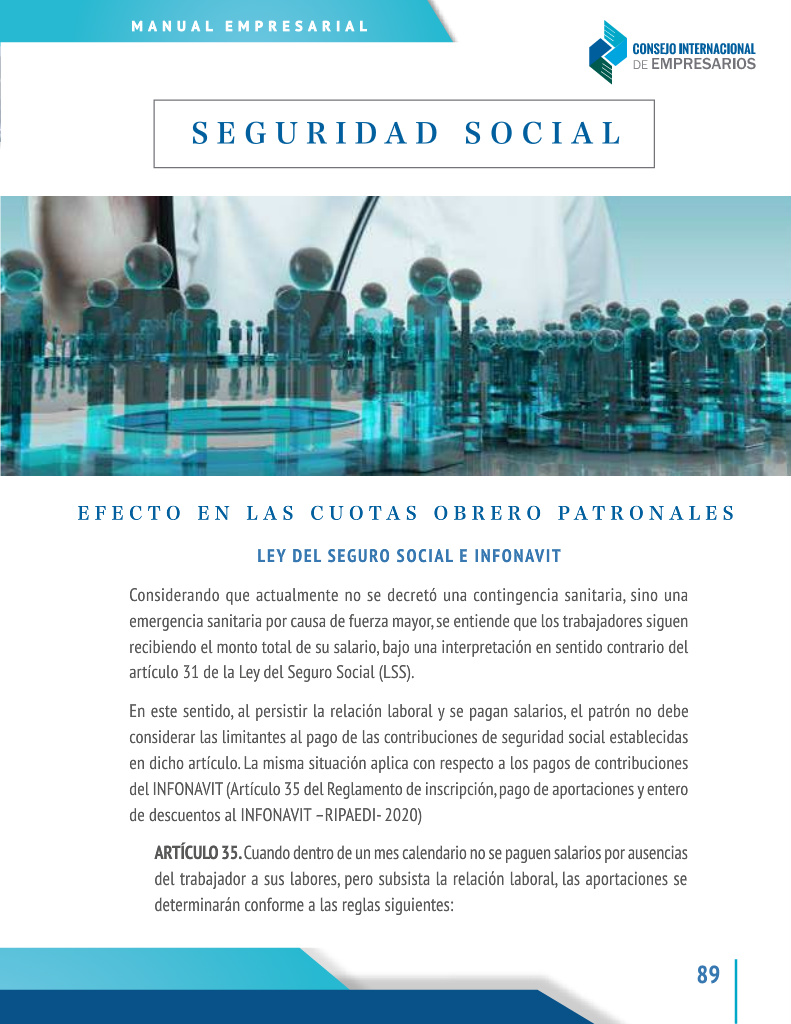 MANUAL EMPRESARIAL
CONSEJO INTERNACIONAL
DE EMPRESARIOS
SEGURIDAD SOCIAL
EFECTO EN LAS CUOTAS OBRERO PATRONALES
LEY DEL SEGURO SOCIAL E INFONAVIT
Considerando que actualmente no se decretó una contingencia sanitaria, sino una
emergencia sanitaria por causa de fuerza mayor, se entiende que los trabajadores siguen
recibiendo el monto total de su salario, bajo una interpretación en sentido contrario del
artículo 31 de la Ley del Seguro Social (LSS).
En este sentido, al persistir la relación laboral y se pagan salarios, el patrón no debe
considerar las limitantes al pago de las contribuciones de seguridad social establecidas
en dicho artículo. La misma situación aplica con respecto a los pagos de contribuciones
del INFONAVIT (Artículo 35 del Reglamento de inscripción, pago de aportaciones y entero
de descuentos al INFONAVIT –RIPAEDI- 2020)
ARTÍCULO 35. Cuando dentro de un mes calendario no se paguen salarios por ausencias
del trabajador a sus labores, pero subsista la relación laboral, las aportaciones se
determinarán conforme a las reglas siguientes:
89